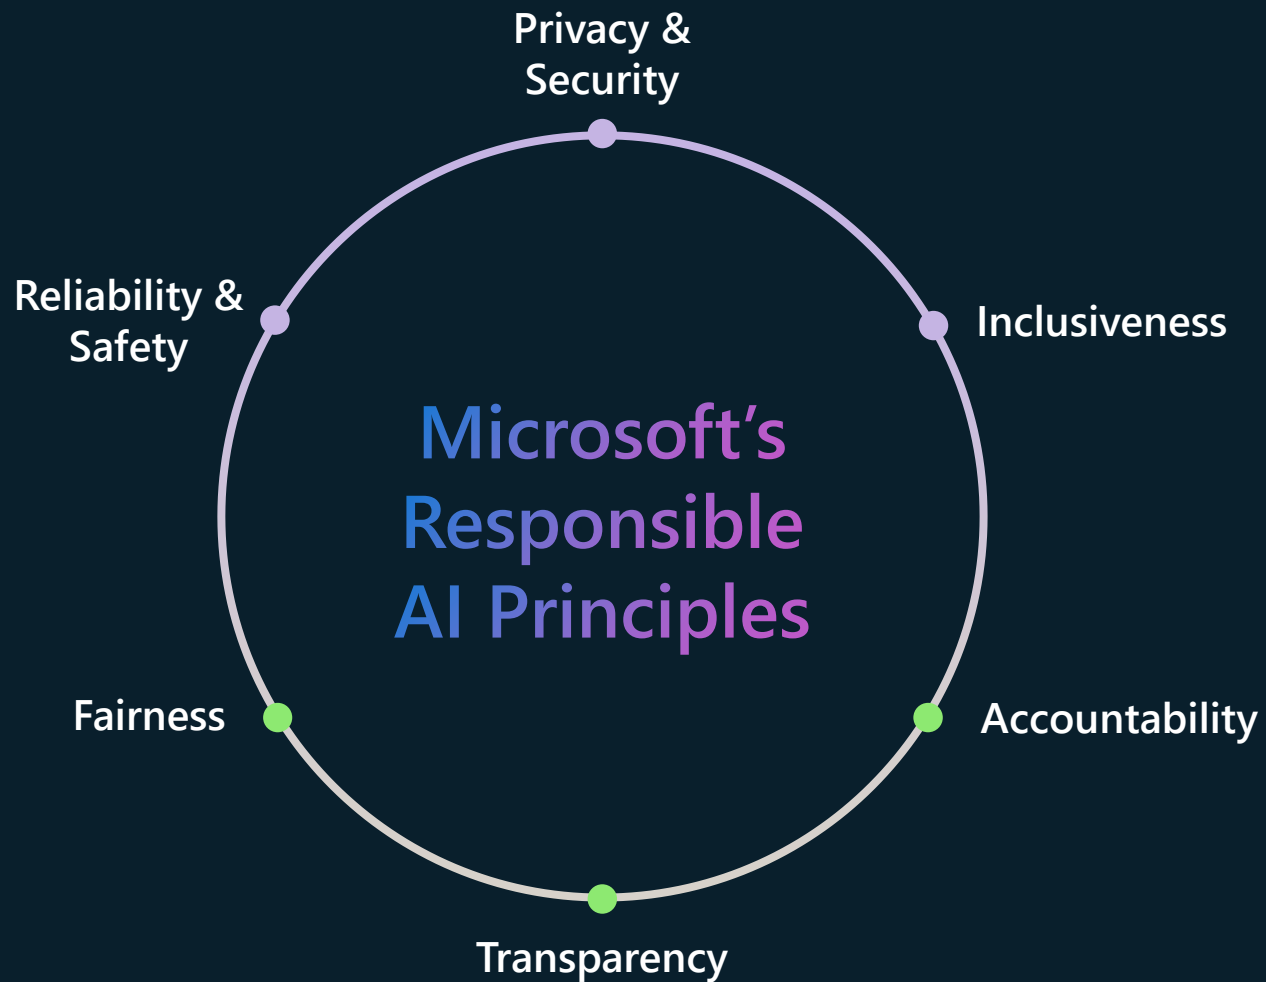 Privacy &
Security
Reliability &
Safety
Inclusiveness
Microsoft’s
Responsible
AI Principles
Fairness
Accountability
Transparency